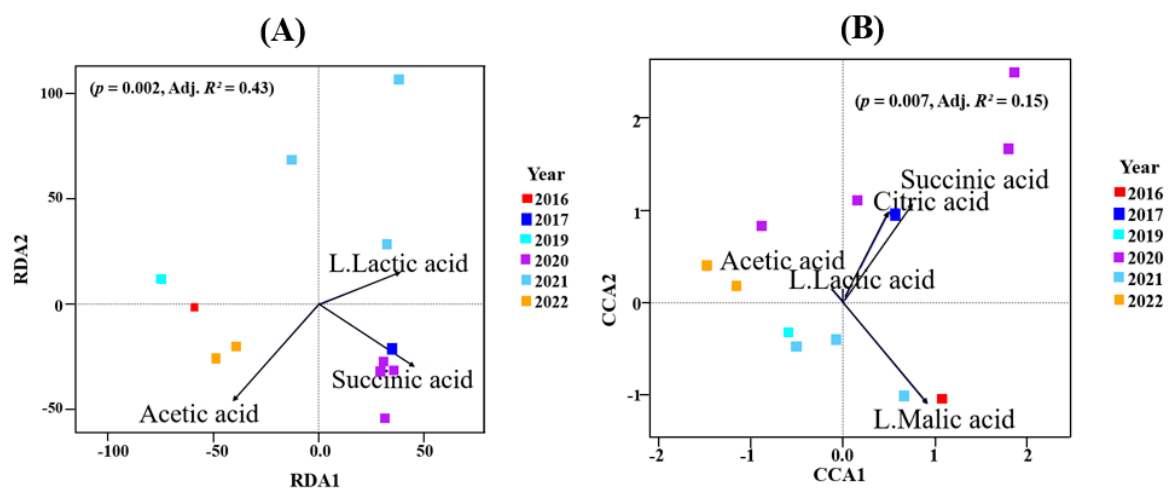 (A)
(p = 0.002, Adj. R² = 0.43)
RDA2
100
50
0
-50
L.Lactic acid
Succinic acid
Acetic acid
-100
-50
0.0
50
RDA1
Year
2016
2017
2019
2020
2021
2022
(B)
(p = 0.007, Adj. R² = 0.15)
CCA2
2
1
0
-1
Succinic acid
Citric acid
Acetic acid
L.Lactic acid
L.Malic acid
-2
-1
0.0
1
2
CCA1
Year
2016
2017
2019
2020
2021
2022